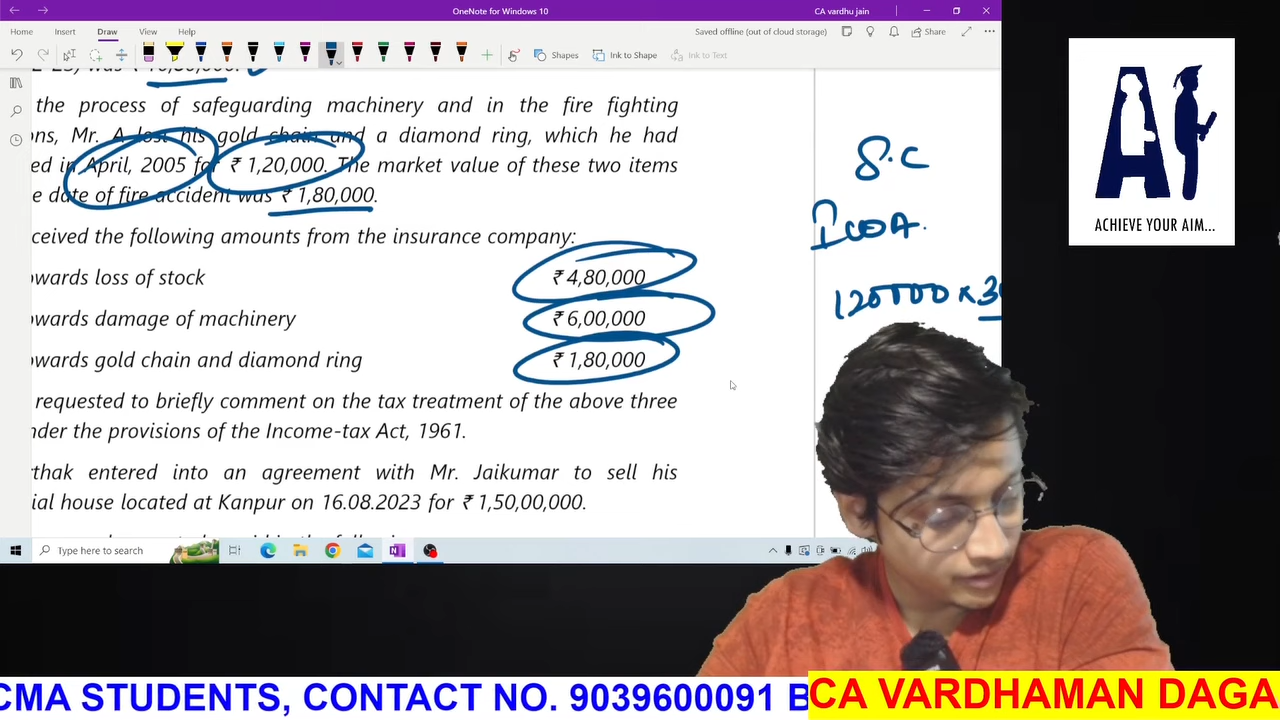 OneNote for Windows 10
CA vardhu jain
Home Insert Draw View Help
Saved offline (out of cloud storage)
Share
Shapes
Ink to Shape
Ink to Text
the process of safeguarding machinery and in the fire fighting
ons, Mr. A lost his gold chain and a diamond ring, which he had
ed in April, 2005 for ₹ 1,20,000. The market value of these two items
e date of fire accident was ₹ 1,80,000.
ceived the following amounts from the insurance company:
owards loss of stock ₹ 4,80,000
owards damage of machinery ₹ 6,00,000
owards gold chain and diamond ring ₹ 1,80,000
requested to briefly comment on the tax treatment of the above three
nder the provisions of the Income-tax Act, 1961.
rthak entered into an agreement with Mr. Jaikumar to sell his
ial house located at Kanpur on 16.08.2023 for ₹ 1,50,00,000.
S.C
ICOA.
120000 × 3
Type here to search
A
ACHIEVE YOUR AIM...
CMA STUDENTS, CONTACT NO. 9039600091 B
CA VARDHAMAN DAGA